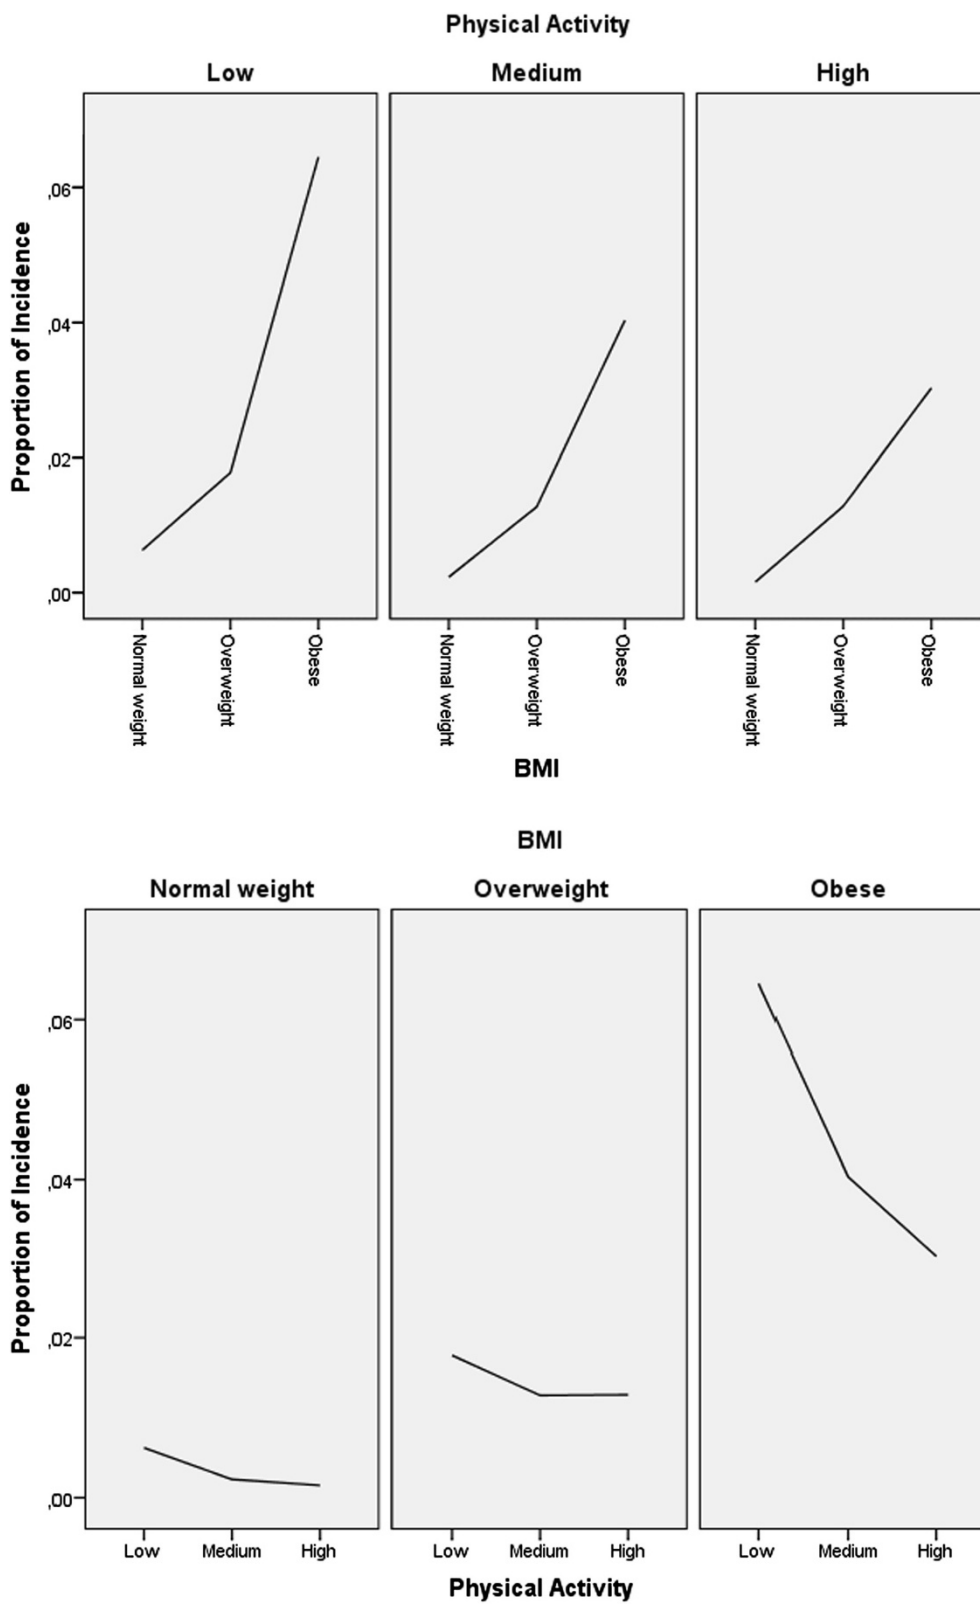 Physical Activity
Low Medium High
Proportion of Incidence
,06
,04
,02
,00
Normal weight Overweight Obese Normal weight Overweight Obese Normal weight Overweight Obese
BMI
BMI
Normal weight Overweight Obese
Proportion of Incidence
,06
,04
,02
,00
Low Medium High Low Medium High Low Medium High
Physical Activity